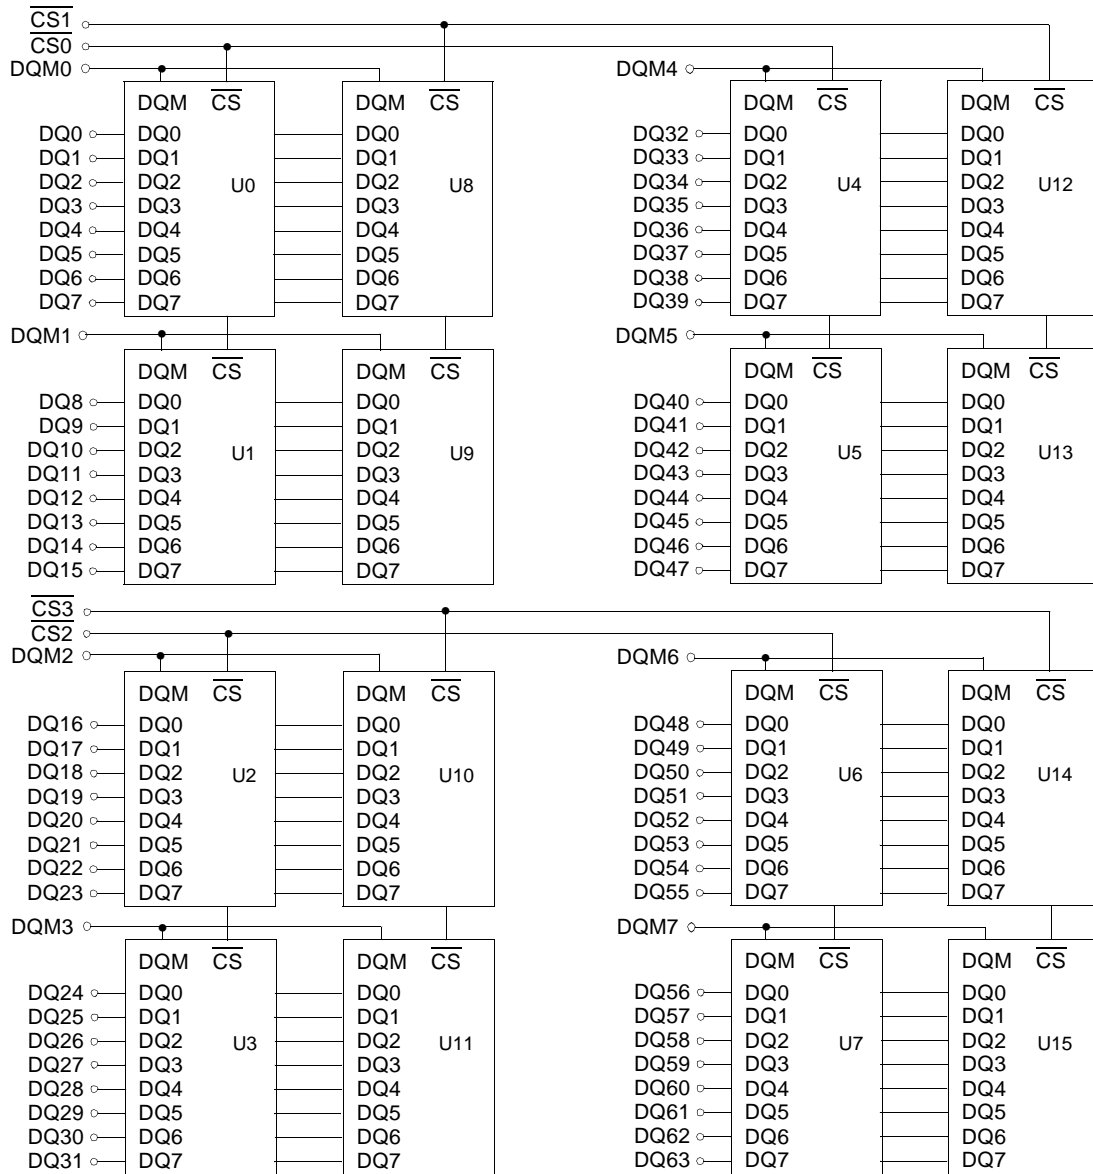 CS1
CS0
DQM0 DQM4
DQM CS DQM CS DQM CS DQM CS
DQ0 DQ0 DQ0 DQ32 DQ0 DQ0
DQ1 DQ1 DQ1 DQ33 DQ1 DQ1
DQ2 DQ2 U0 DQ2 U8 DQ34 DQ2 U4 DQ2 U12
DQ3 DQ3 DQ3 DQ35 DQ3 DQ3
DQ4 DQ4 DQ4 DQ36 DQ4 DQ4
DQ5 DQ5 DQ5 DQ37 DQ5 DQ5
DQ6 DQ6 DQ6 DQ38 DQ6 DQ6
DQ7 DQ7 DQ7 DQ39 DQ7 DQ7
DQM1 DQM5
DQM CS DQM CS DQM CS DQM CS
DQ8 DQ0 DQ0 DQ40 DQ0 DQ0
DQ9 DQ1 DQ1 DQ41 DQ1 DQ1
DQ10 DQ2 U1 DQ2 U9 DQ42 DQ2 U5 DQ2 U13
DQ11 DQ3 DQ3 DQ43 DQ3 DQ3
DQ12 DQ4 DQ4 DQ44 DQ4 DQ4
DQ13 DQ5 DQ5 DQ45 DQ5 DQ5
DQ14 DQ6 DQ6 DQ46 DQ6 DQ6
DQ15 DQ7 DQ7 DQ47 DQ7 DQ7
CS3
CS2
DQM2 DQM6
DQM CS DQM CS DQM CS DQM CS
DQ16 DQ0 DQ0 DQ48 DQ0 DQ0
DQ17 DQ1 DQ1 DQ49 DQ1 DQ1
DQ18 DQ2 U2 DQ2 U10 DQ50 DQ2 U6 DQ2 U14
DQ19 DQ3 DQ3 DQ51 DQ3 DQ3
DQ20 DQ4 DQ4 DQ52 DQ4 DQ4
DQ21 DQ5 DQ5 DQ53 DQ5 DQ5
DQ22 DQ6 DQ6 DQ54 DQ6 DQ6
DQ23 DQ7 DQ7 DQ55 DQ7 DQ7
DQM3 DQM7
DQM CS DQM CS DQM CS DQM CS
DQ24 DQ0 DQ0 DQ56 DQ0 DQ0
DQ25 DQ1 DQ1 DQ57 DQ1 DQ1
DQ26 DQ2 U3 DQ2 U11 DQ58 DQ2 U7 DQ2 U15
DQ27 DQ3 DQ3 DQ59 DQ3 DQ3
DQ28 DQ4 DQ4 DQ60 DQ4 DQ4
DQ29 DQ5 DQ5 DQ61 DQ5 DQ5
DQ30 DQ6 DQ6 DQ62 DQ6 DQ6
DQ31 DQ7 DQ7 DQ63 DQ7 DQ7